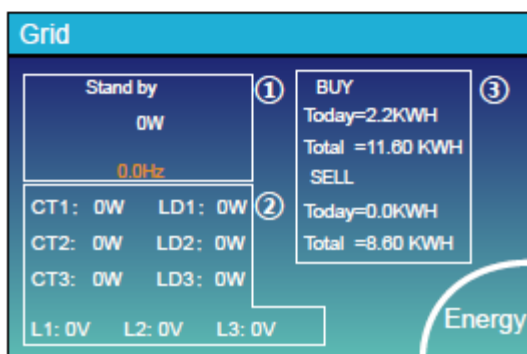 Grid
Stand by
0W
0.0Hz
①
CT1: 0W LD1: 0W
CT2: 0W LD2: 0W
CT3: 0W LD3: 0W
L1: 0V L2: 0V L3: 0V
②
BUY
Today=2.2KWH
Total =11.60 KWH
SELL
Today=0.0KWH
Total =8.60 KWH
③
Energy